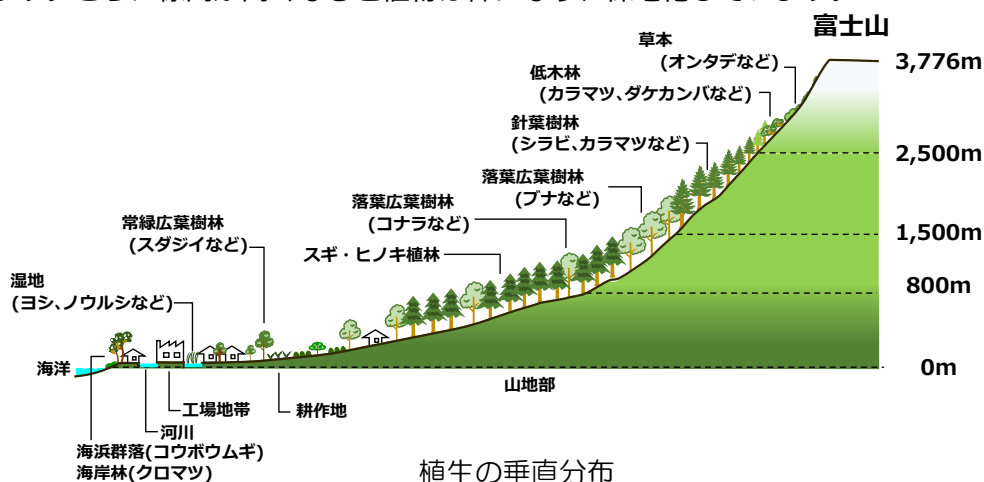 富士山
3,776m
草本
(オンタデなど)
低木林
(カラマツ、ダケカンバなど)
針葉樹林
(シラビ、カラマツなど)
2,500m
落葉広葉樹林
(ブナなど)
落葉広葉樹林
(コナラなど)
1,500m
常緑広葉樹林
(スダジイなど)
スギ・ヒノキ植林
800m
湿地
(ヨシ、ノウルシなど)
海洋
0m
山地部
工場地帯
耕作地
河川
海浜群落(コウボウムギ)
海岸林(クロマツ)
植生の垂直分布